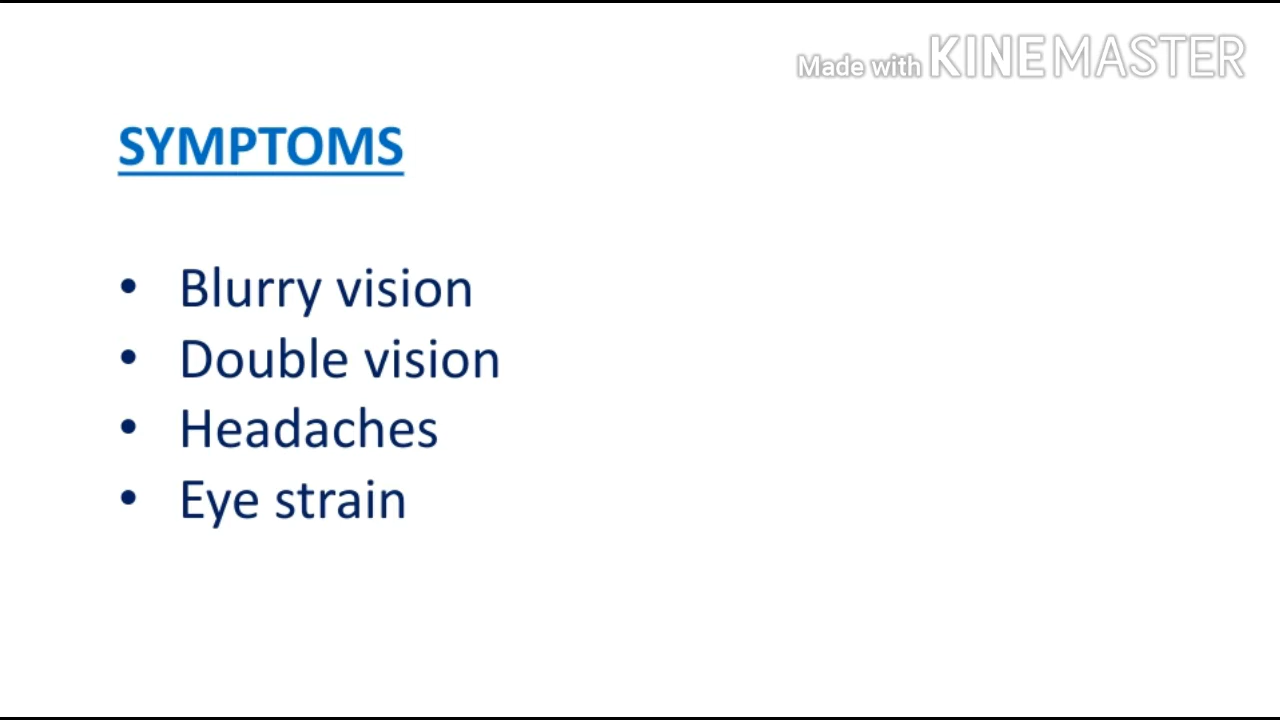 Made with KINEMASTER
SYMPTOMS
• Blurry vision
• Double vision
• Headaches
• Eye strain